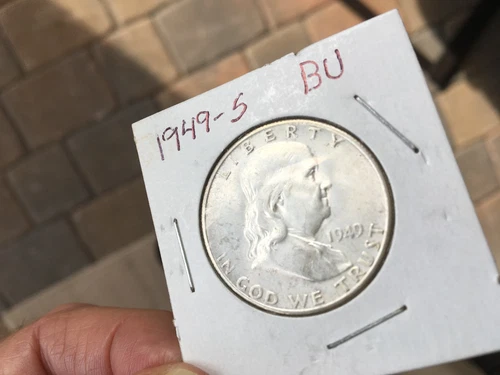 1949-S BU
LIBERTY
1949
IN GOD WE TRUST